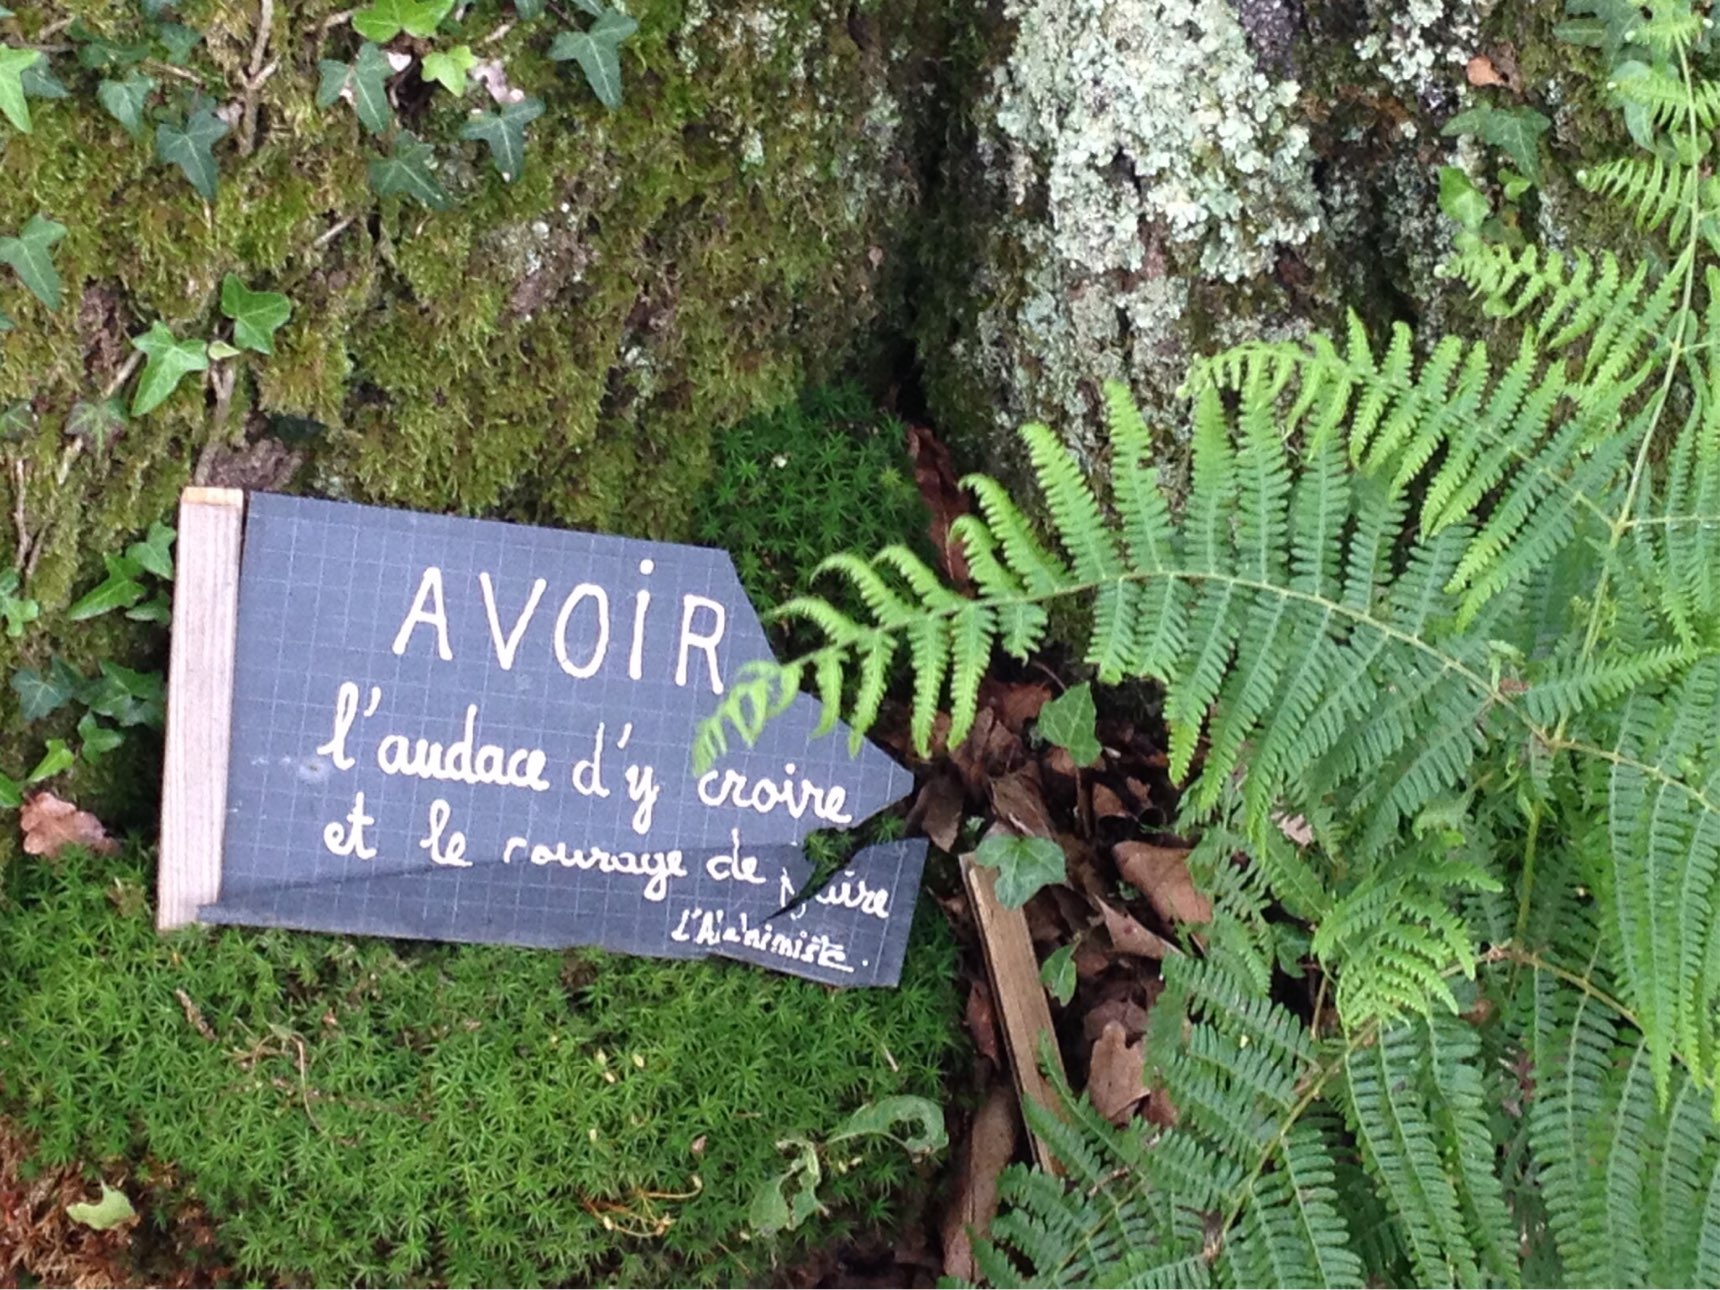 AVOIR
l'audace d'y croire
et le courage de faire
L'Alchimiste.